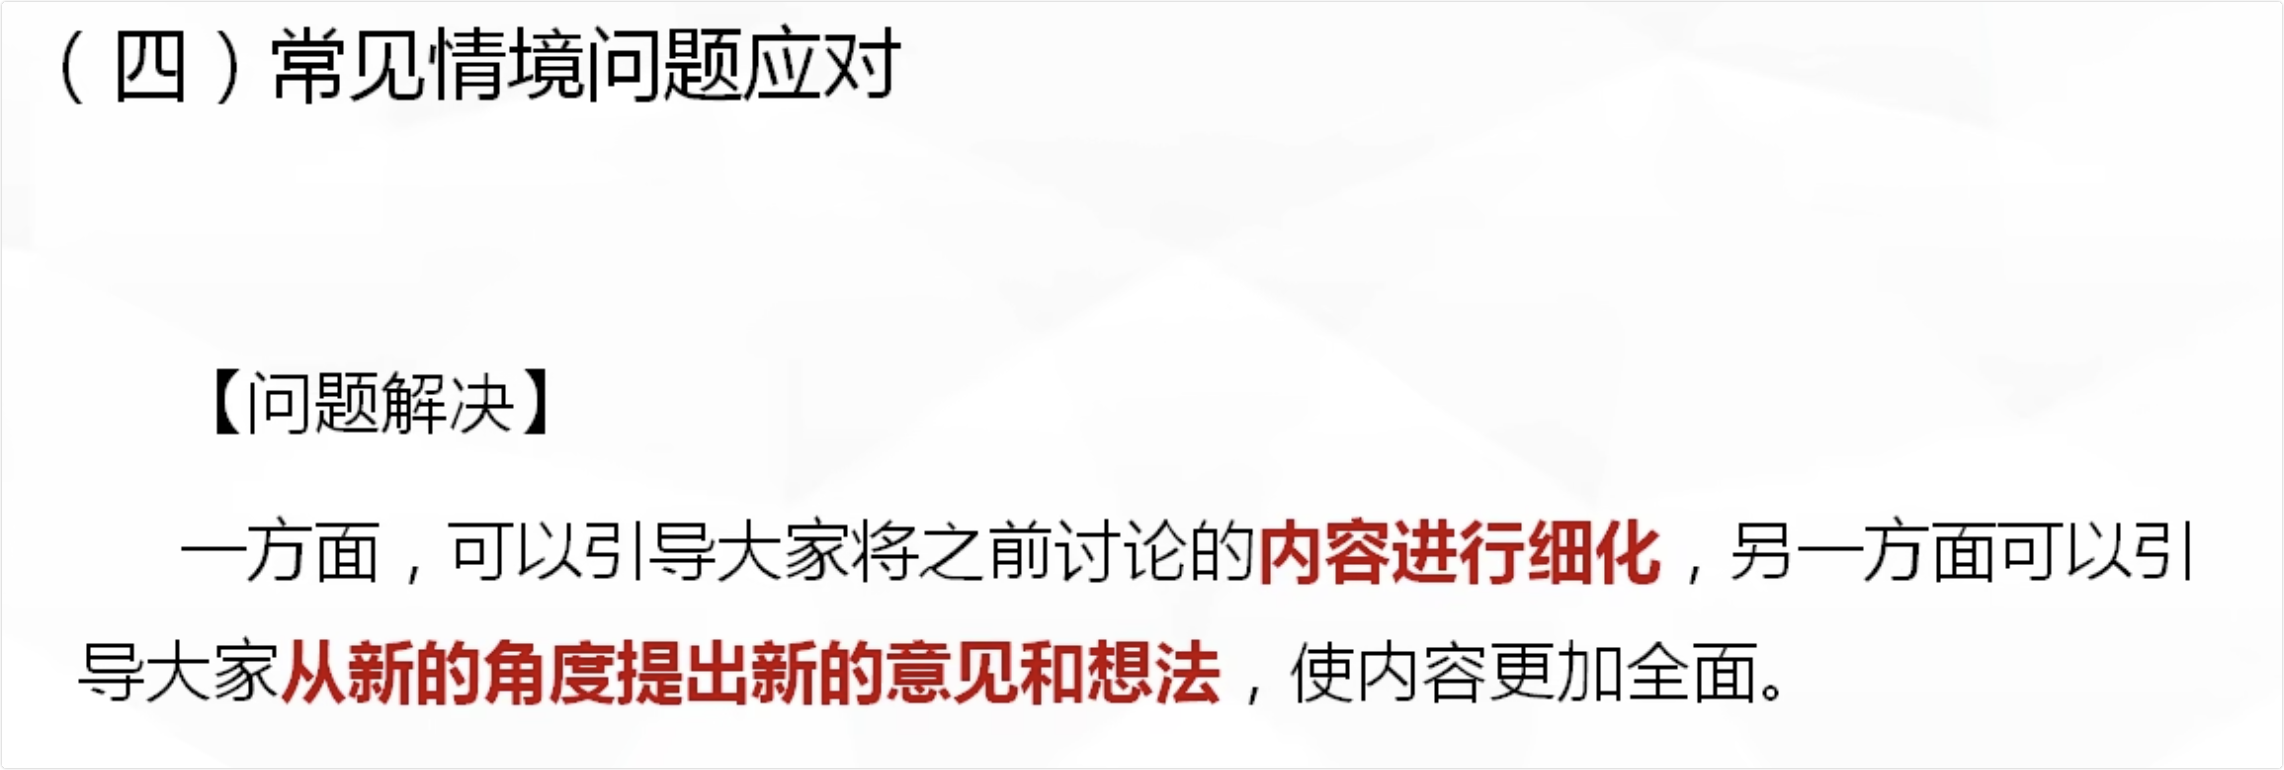 （四）常见情境问题应对
【问题解决】
一方面，可以引导大家将之前讨论的内容进行细化，另一方面可以引
导大家从新的角度提出新的意见和想法，使内容更加全面。